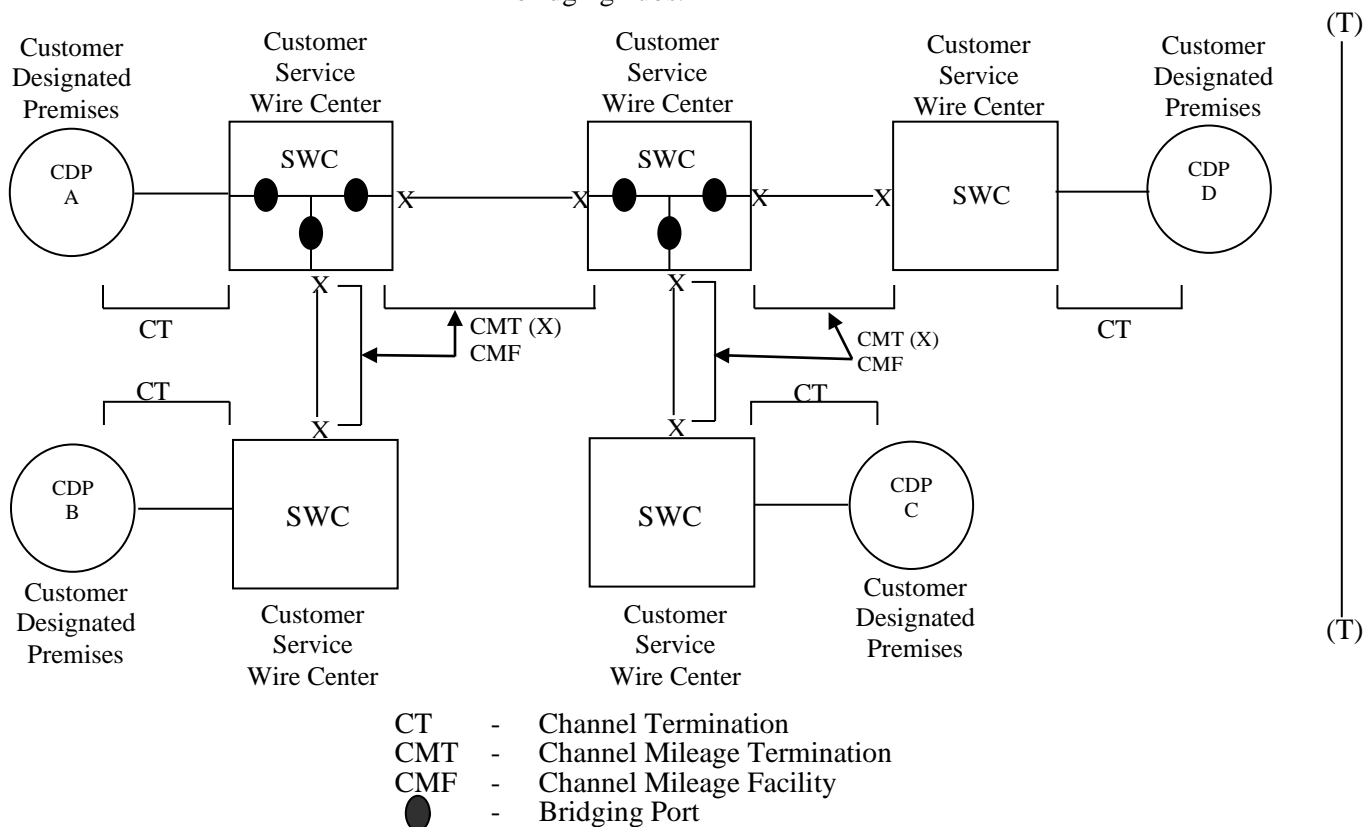 (T)
Customer
Designated
Premises
Customer
Service
Wire Center
Customer
Service
Wire Center
Customer
Service
Wire Center
Customer
Designated
Premises
CDP
A
SWC
X
X
SWC
X
X
SWC
CDP
D
X
X
CT
CMT (X)
CMF
CMT (X)
CMF
CT
CT
CT
X
X
CDP
B
SWC
SWC
CDP
C
Customer
Designated
Premises
Customer
Service
Wire Center
Customer
Service
Wire Center
Customer
Designated
Premises
(T)
CT - Channel Termination
CMT - Channel Mileage Termination
CMF - Channel Mileage Facility
- Bridging Port